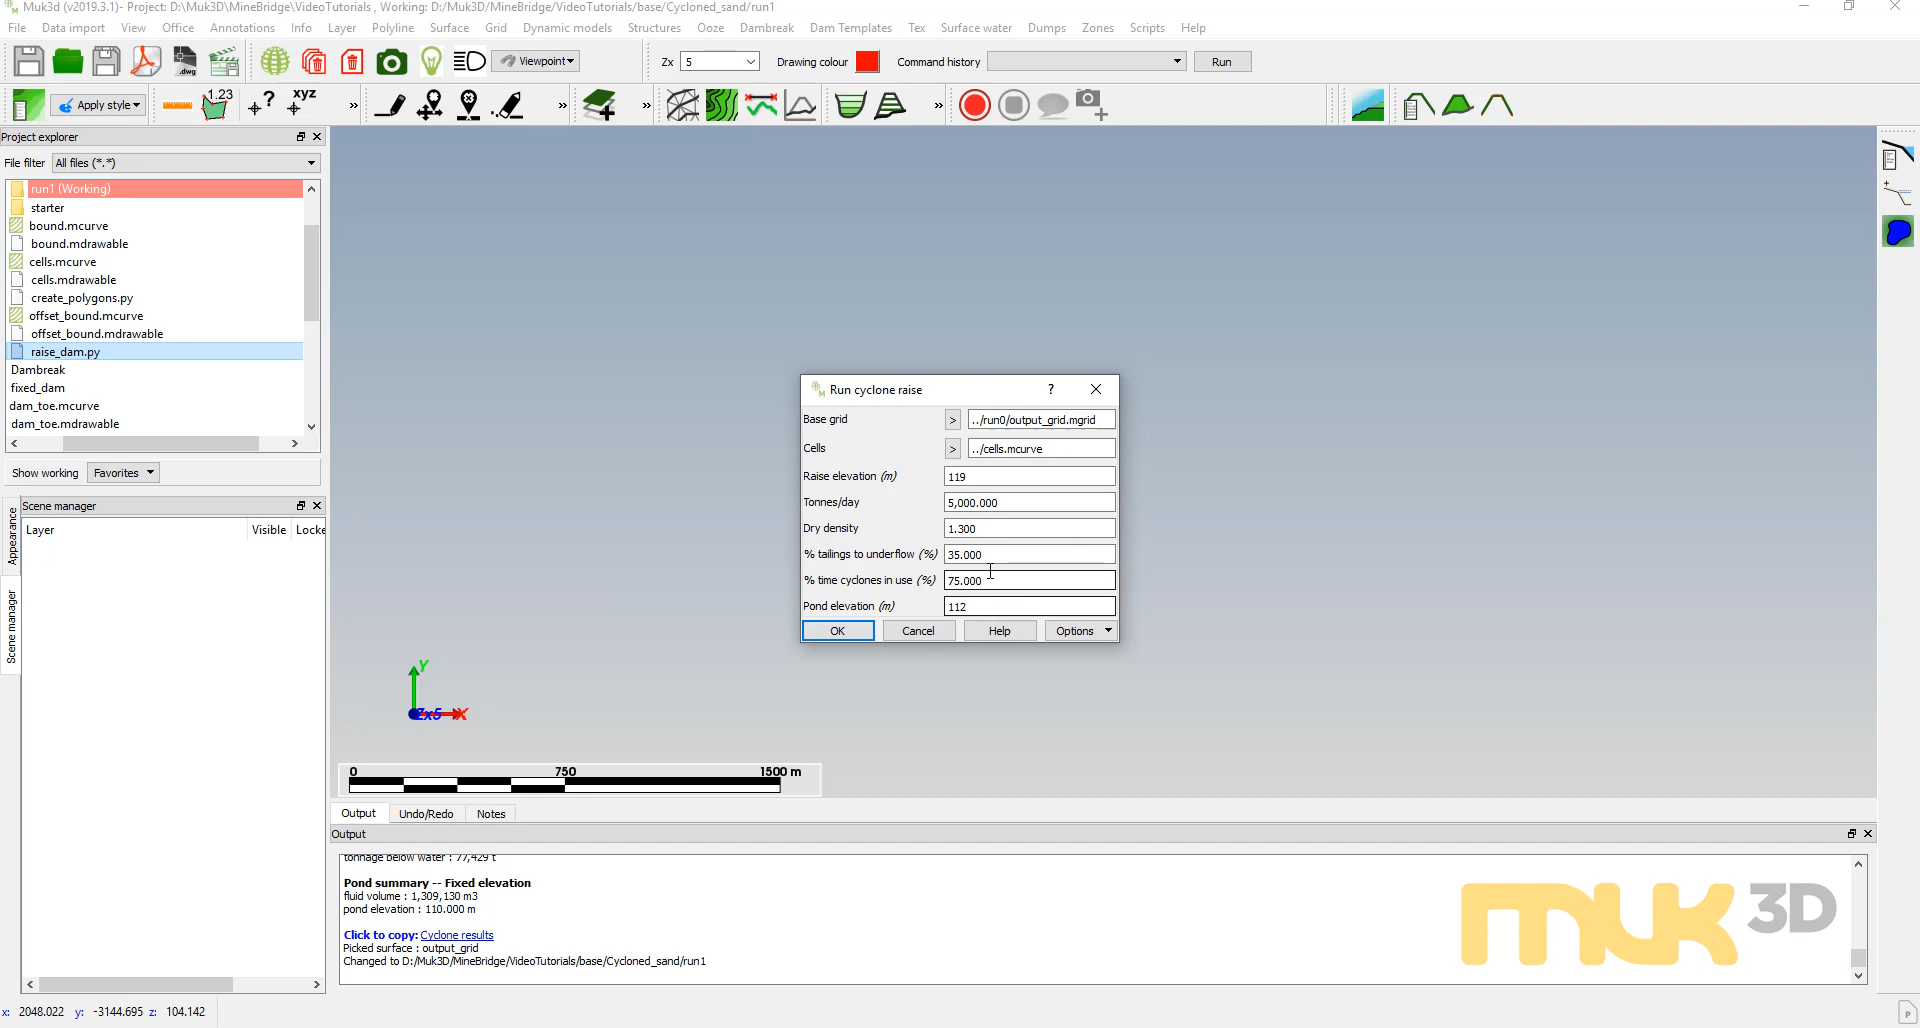 Muk3d (v2019.3.1)- Project: D:\Muk3D\MineBridge\VideoTutorials , Working: D:/Muk3D/MineBridge/VideoTutorials/base/Cycloned_sand/run1
File Data import View Office Annotations Info Layer Polyline Surface Grid Dynamic models Structures Ooze Dambreak Dam Templates Tex Surface water Dumps Zones Scripts Help
.dwg Viewpoint Zx 5 Drawing colour Command history Run
Apply style 1.23 ? xyz » » » »
Project explorer
File filter All files (*.*)
run1 (Working)
starter
bound.mcurve
bound.mdrawable
cells.mcurve
cells.mdrawable
create_polygons.py
offset_bound.mcurve
offset_bound.mdrawable
raise_dam.py
Dambreak
fixed_dam
dam_toe.mcurve
dam_toe.mdrawable
Show working Favorites
Scene manager
Layer Visible Locke
Appearance
Scene manager
Run cyclone raise ?
Base grid > ../run0/output_grid.mgrid
Cells > ../cells.mcurve
Raise elevation (m) 119
Tonnes/day 5,000.000
Dry density 1.300
% tailings to underflow (%) 35.000
% time cyclones in use (%) 75.000
Pond elevation (m) 112
OK Cancel Help Options
Y
Zx5 X
0 750 1500 m
Output Undo/Redo Notes
Output
tonnage below water : 77,429 t
Pond summary -- Fixed elevation
fluid volume : 1,309,130 m3
pond elevation : 110.000 m
Click to copy: Cyclone results
Picked surface : output_grid
Changed to D:/Muk3D/MineBridge/VideoTutorials/base/Cycloned_sand/run1
muk 3D
x: 2048.022 y: -3144.695 z: 104.142
P